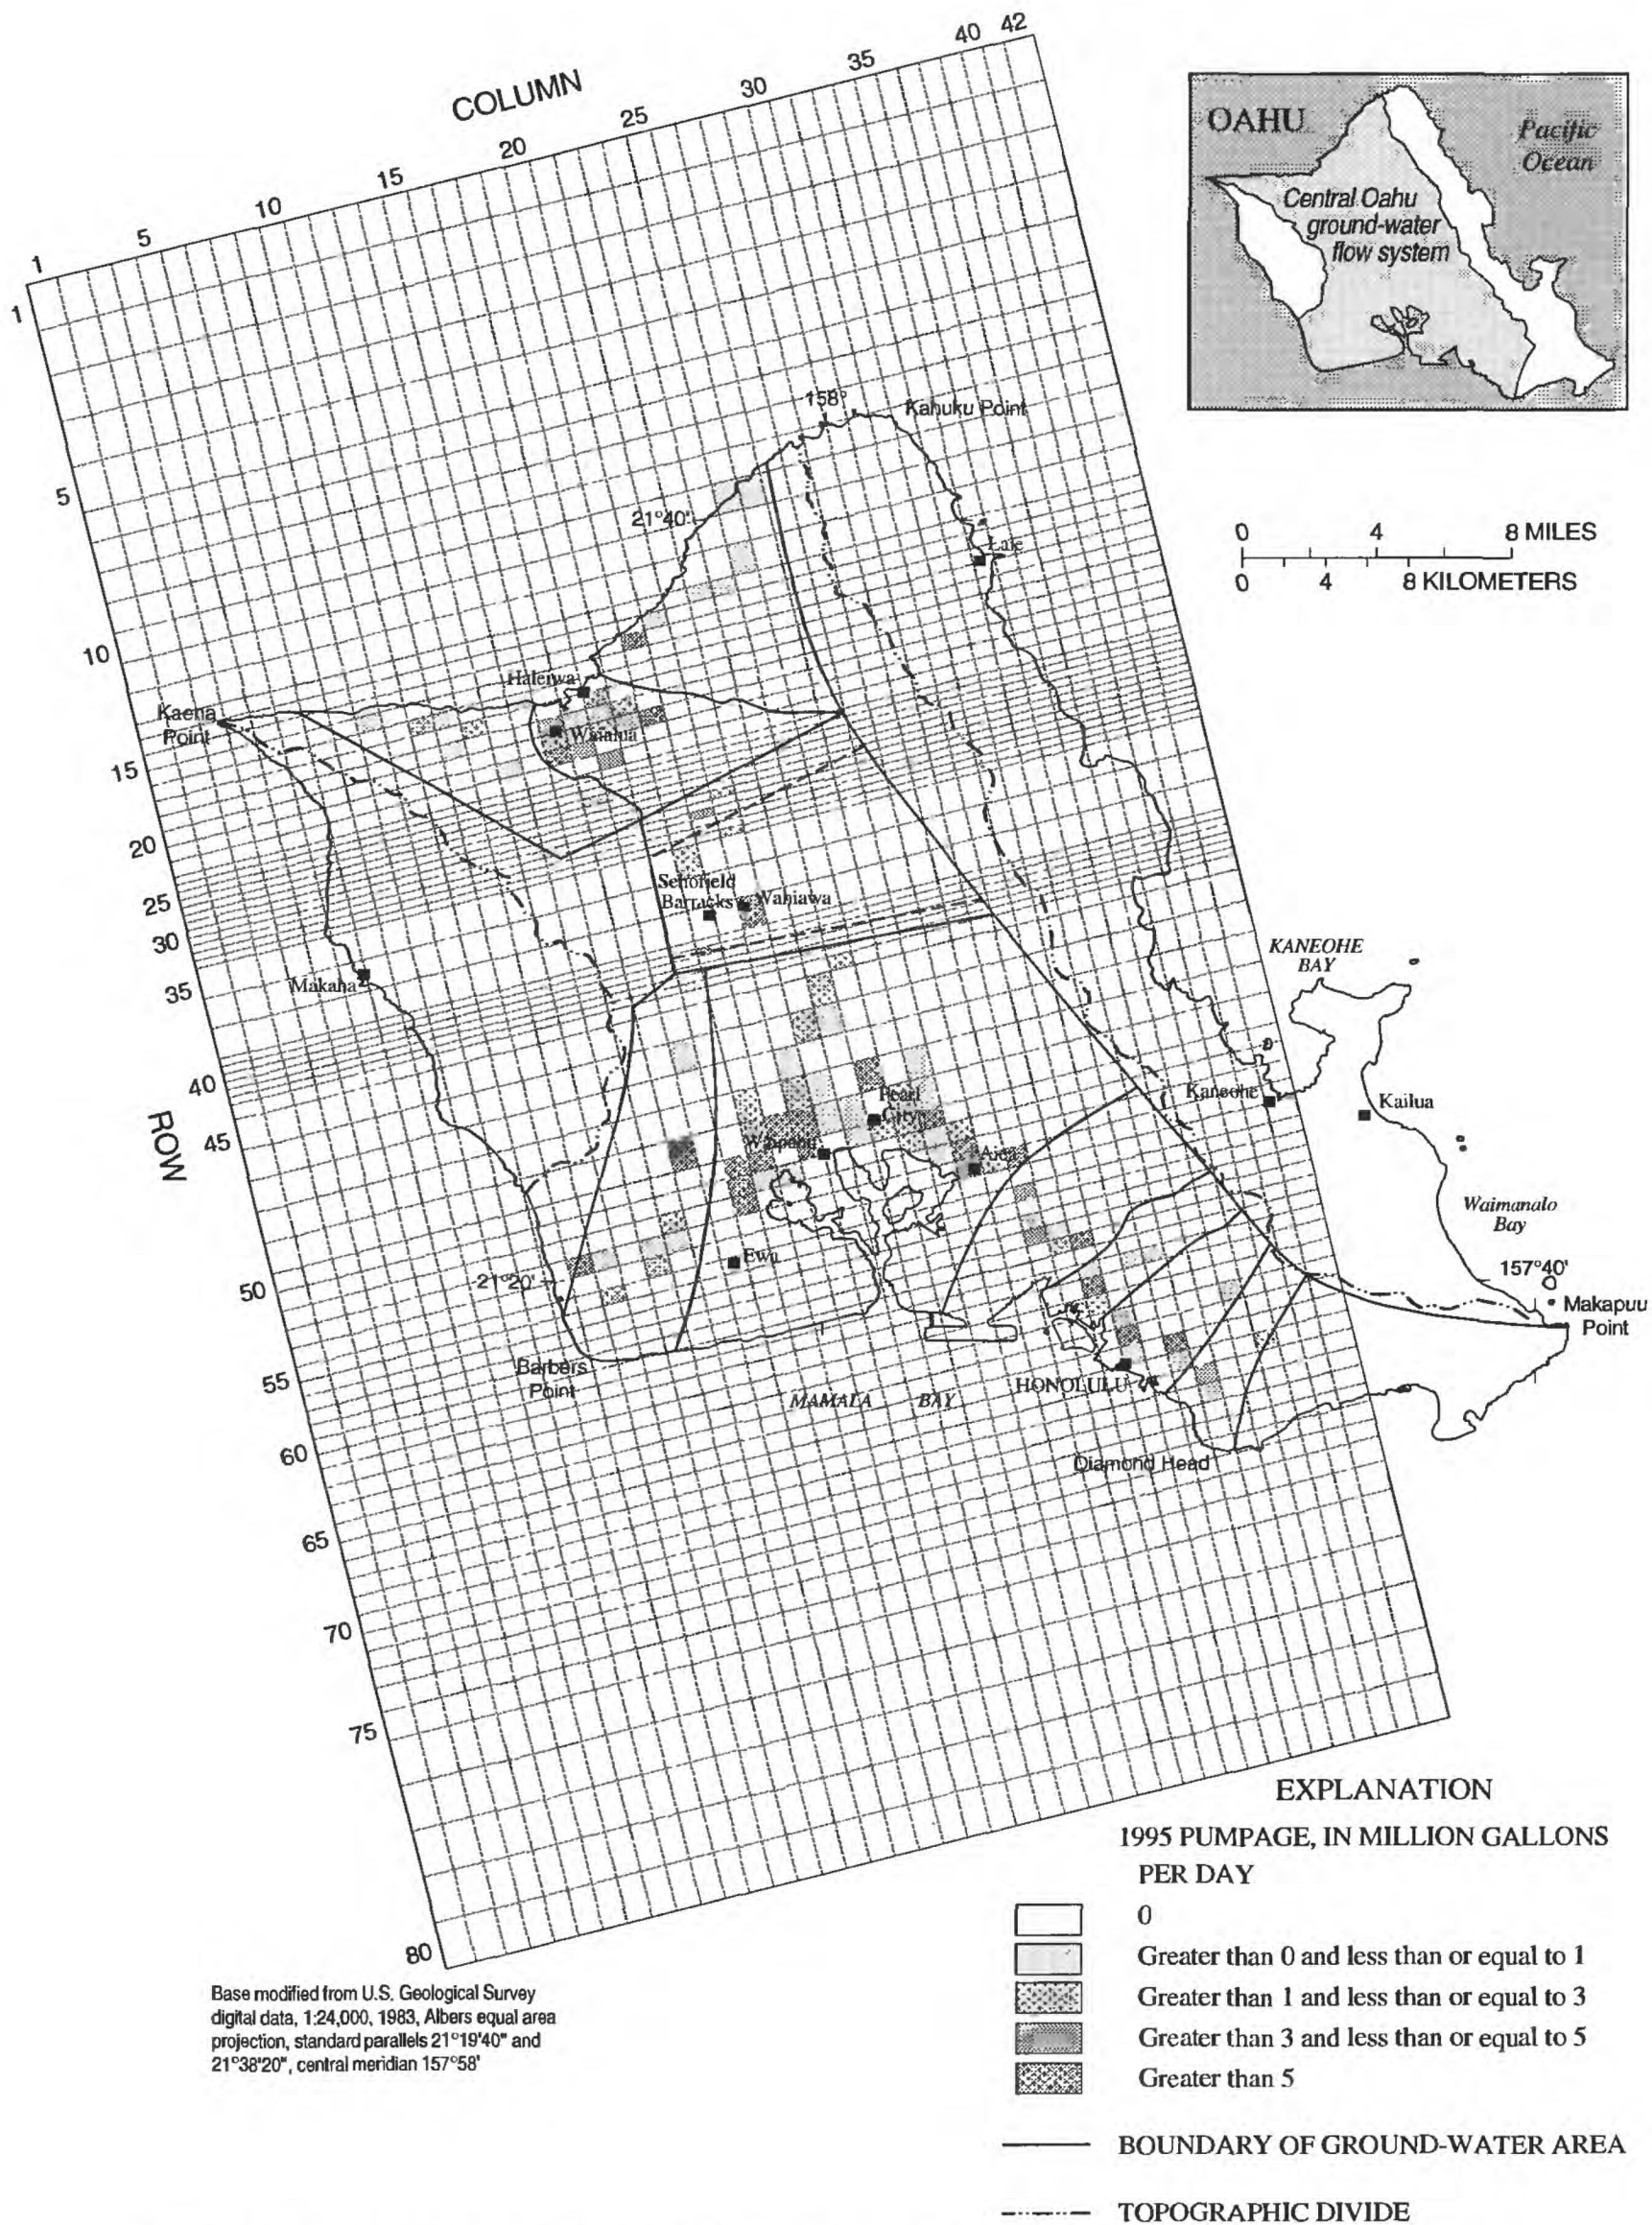 COLUMN
1
5
10
15
20
25
30
35
40
42
ROW
1
5
10
15
20
25
30
35
40
45
50
55
60
65
70
75
80
OAHU
Pacific
Ocean
Central Oahu
ground-water
flow system
0 4 8 MILES
0 4 8 KILOMETERS
158°
Kahuku Point
21°40'
Laie
Haleiwa
Kaena
Point
Waialua
Schofield
Barracks
Wahiawa
Makaha
KANEOHE
BAY
Pearl
City
Kaneohe
Kailua
Waipahu
Aiea
Waimanalo
Bay
Ewa
21°20'
157°40'
Makapuu
Point
Barbers
Point
MAMALA BAY
HONOLULU
Diamond Head
EXPLANATION
1995 PUMPAGE, IN MILLION GALLONS
PER DAY
0
Greater than 0 and less than or equal to 1
Greater than 1 and less than or equal to 3
Greater than 3 and less than or equal to 5
Greater than 5
BOUNDARY OF GROUND-WATER AREA
TOPOGRAPHIC DIVIDE
Base modified from U.S. Geological Survey
digital data, 1:24,000, 1983, Albers equal area
projection, standard parallels 21°19'40" and
21°38'20", central meridian 157°58'